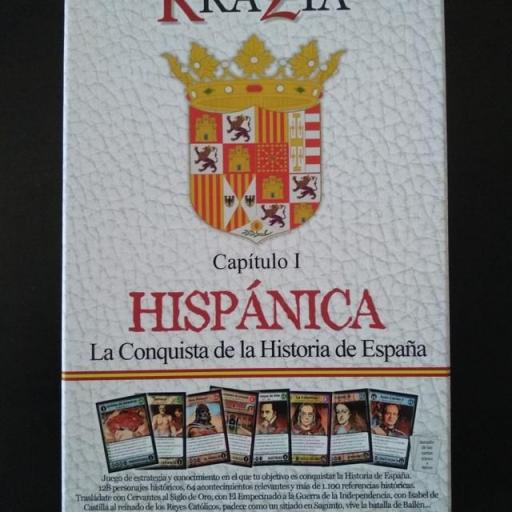 KRAZIA
Capítulo I
HISPÁNICA
La Conquista de la Historia de España
Juego de estrategia y conocimiento en el que tu objetivo es conquistar la Historia de España.
128 personajes históricos, 64 acontecimientos relevantes y más de 1.100 referencias históricas.
Trasládate con Cervantes al Siglo de Oro, con El Empecinado a la Guerra de la Independencia, con Isabel de
Castilla al reinado de los Reyes Católicos, padece como un sitiado en Sagunto, vive la batalla de Bailén...